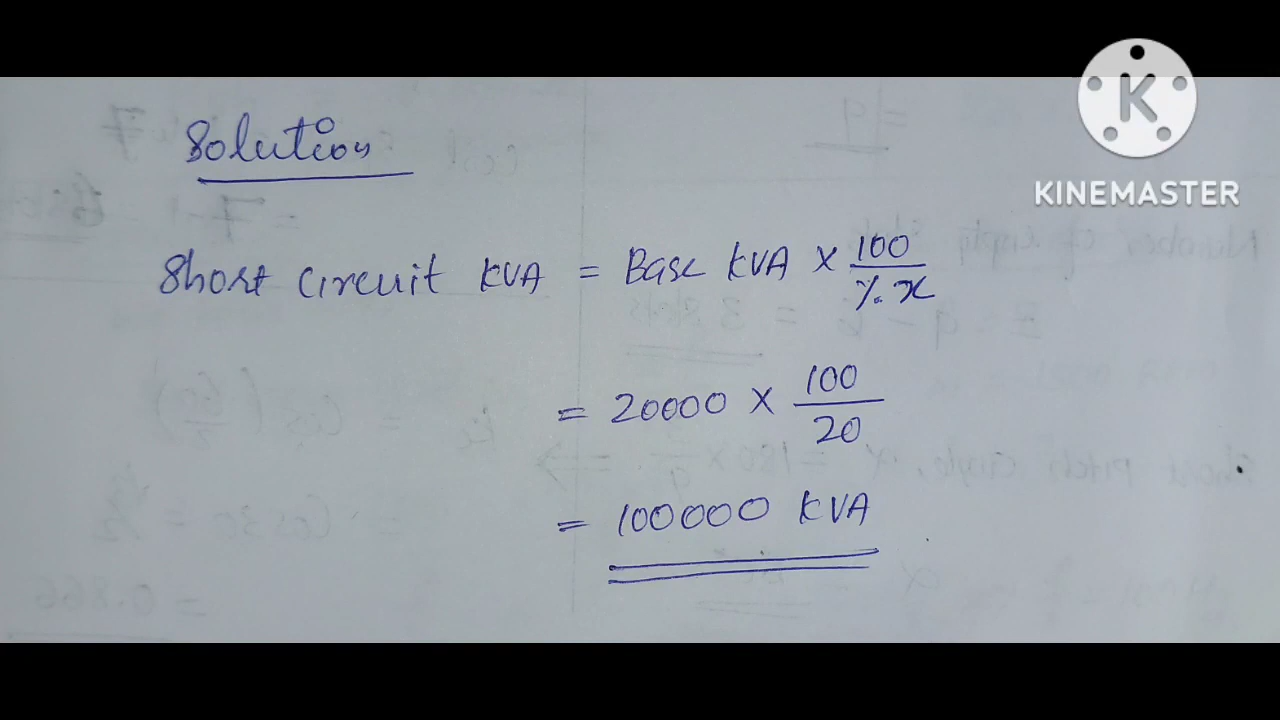 K
KINEMASTER
Solution
Short Circuit KVA = Base KVA × 100/%x
= 20000 × 100/20
= 100000 KVA